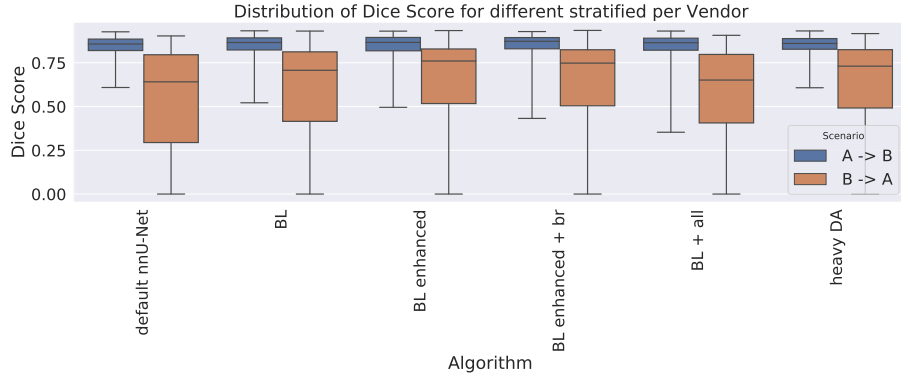 Distribution of Dice Score for different stratified per Vendor
Dice Score
0.75
0.50
0.25
0.00
Scenario
A -> B
B -> A
default nnU-Net
BL
BL enhanced
BL enhanced + br
BL + all
heavy DA
Algorithm